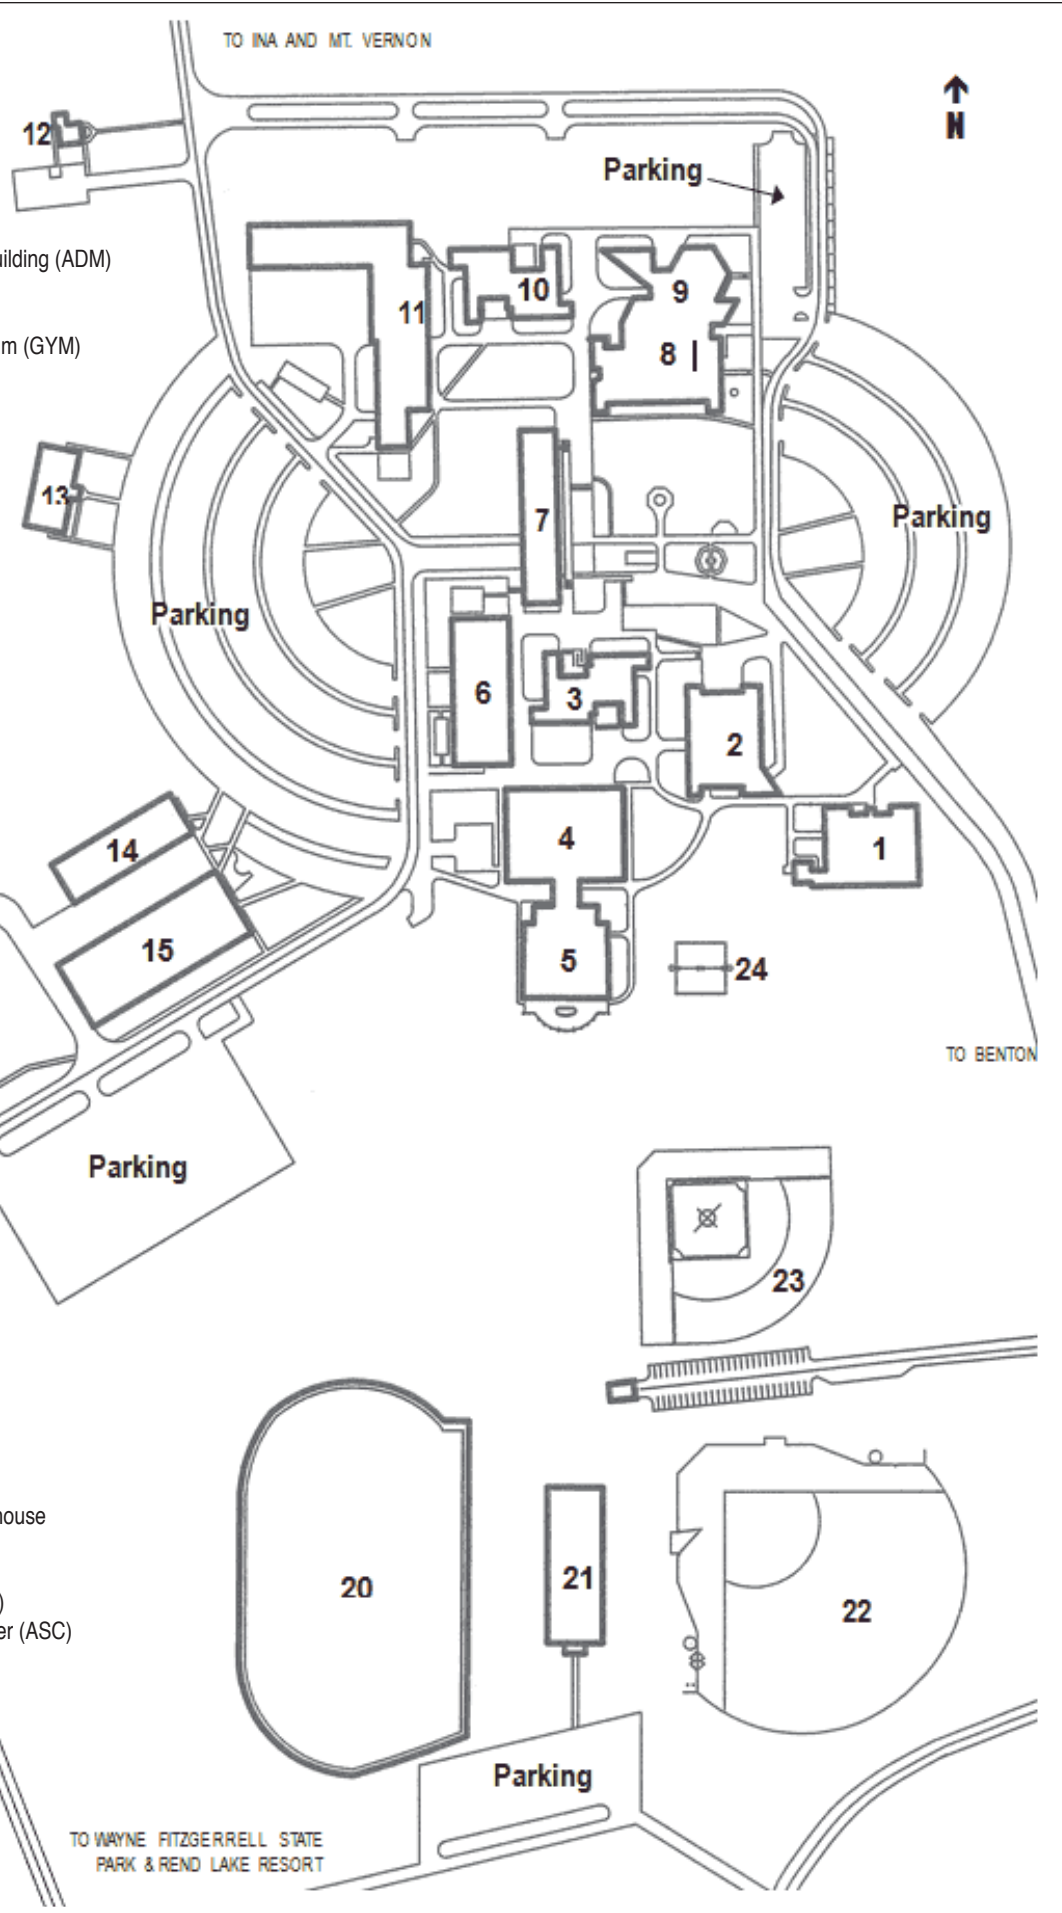 TO INA AND MT. VERNON
N
12
Parking
uilding (ADM)
10
9
11
m (GYM)
8
13
7
Parking
Parking
6
3
2
14
4
1
15
5
24
TO BENTON
Parking
23
house
20
21
22
)
er (ASC)
Parking
TO WAYNE FITZGERRELL STATE
PARK & REND LAKE RESORT